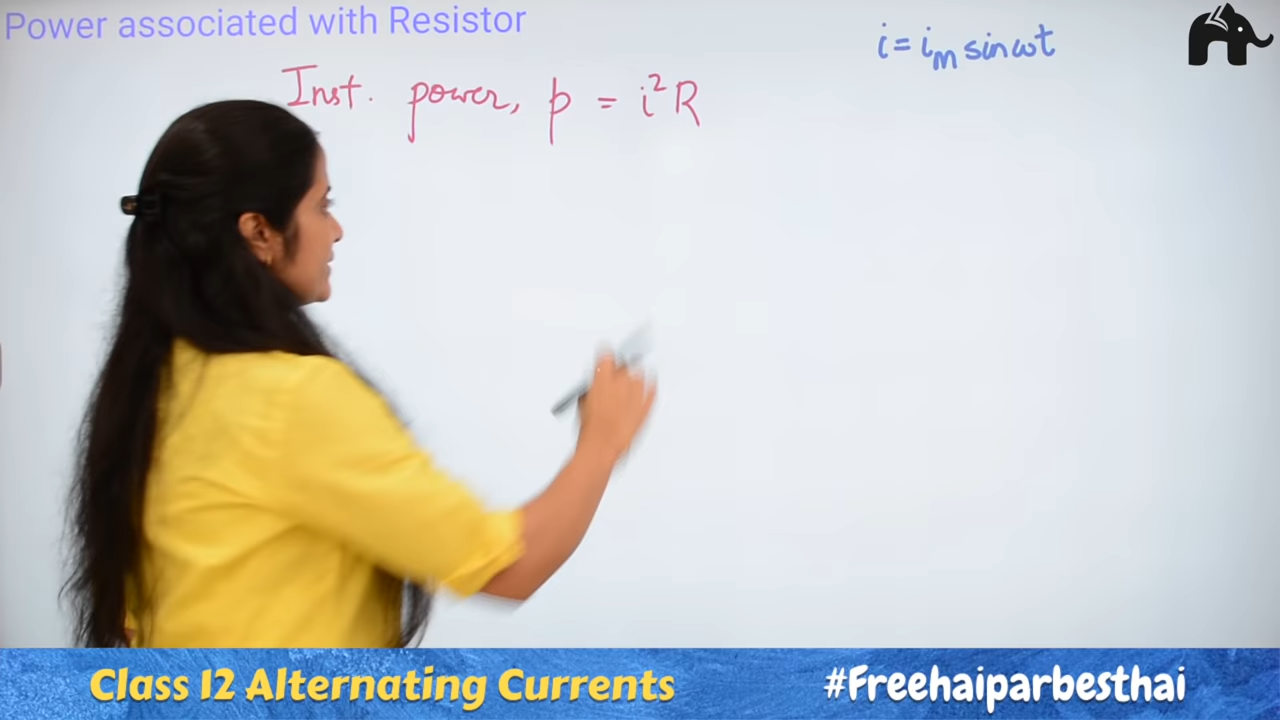 Power associated with Resistor
i = i_m sin ωt
Inst. power, p = i²R
Class 12 Alternating Currents
#Freehaiparbesthai